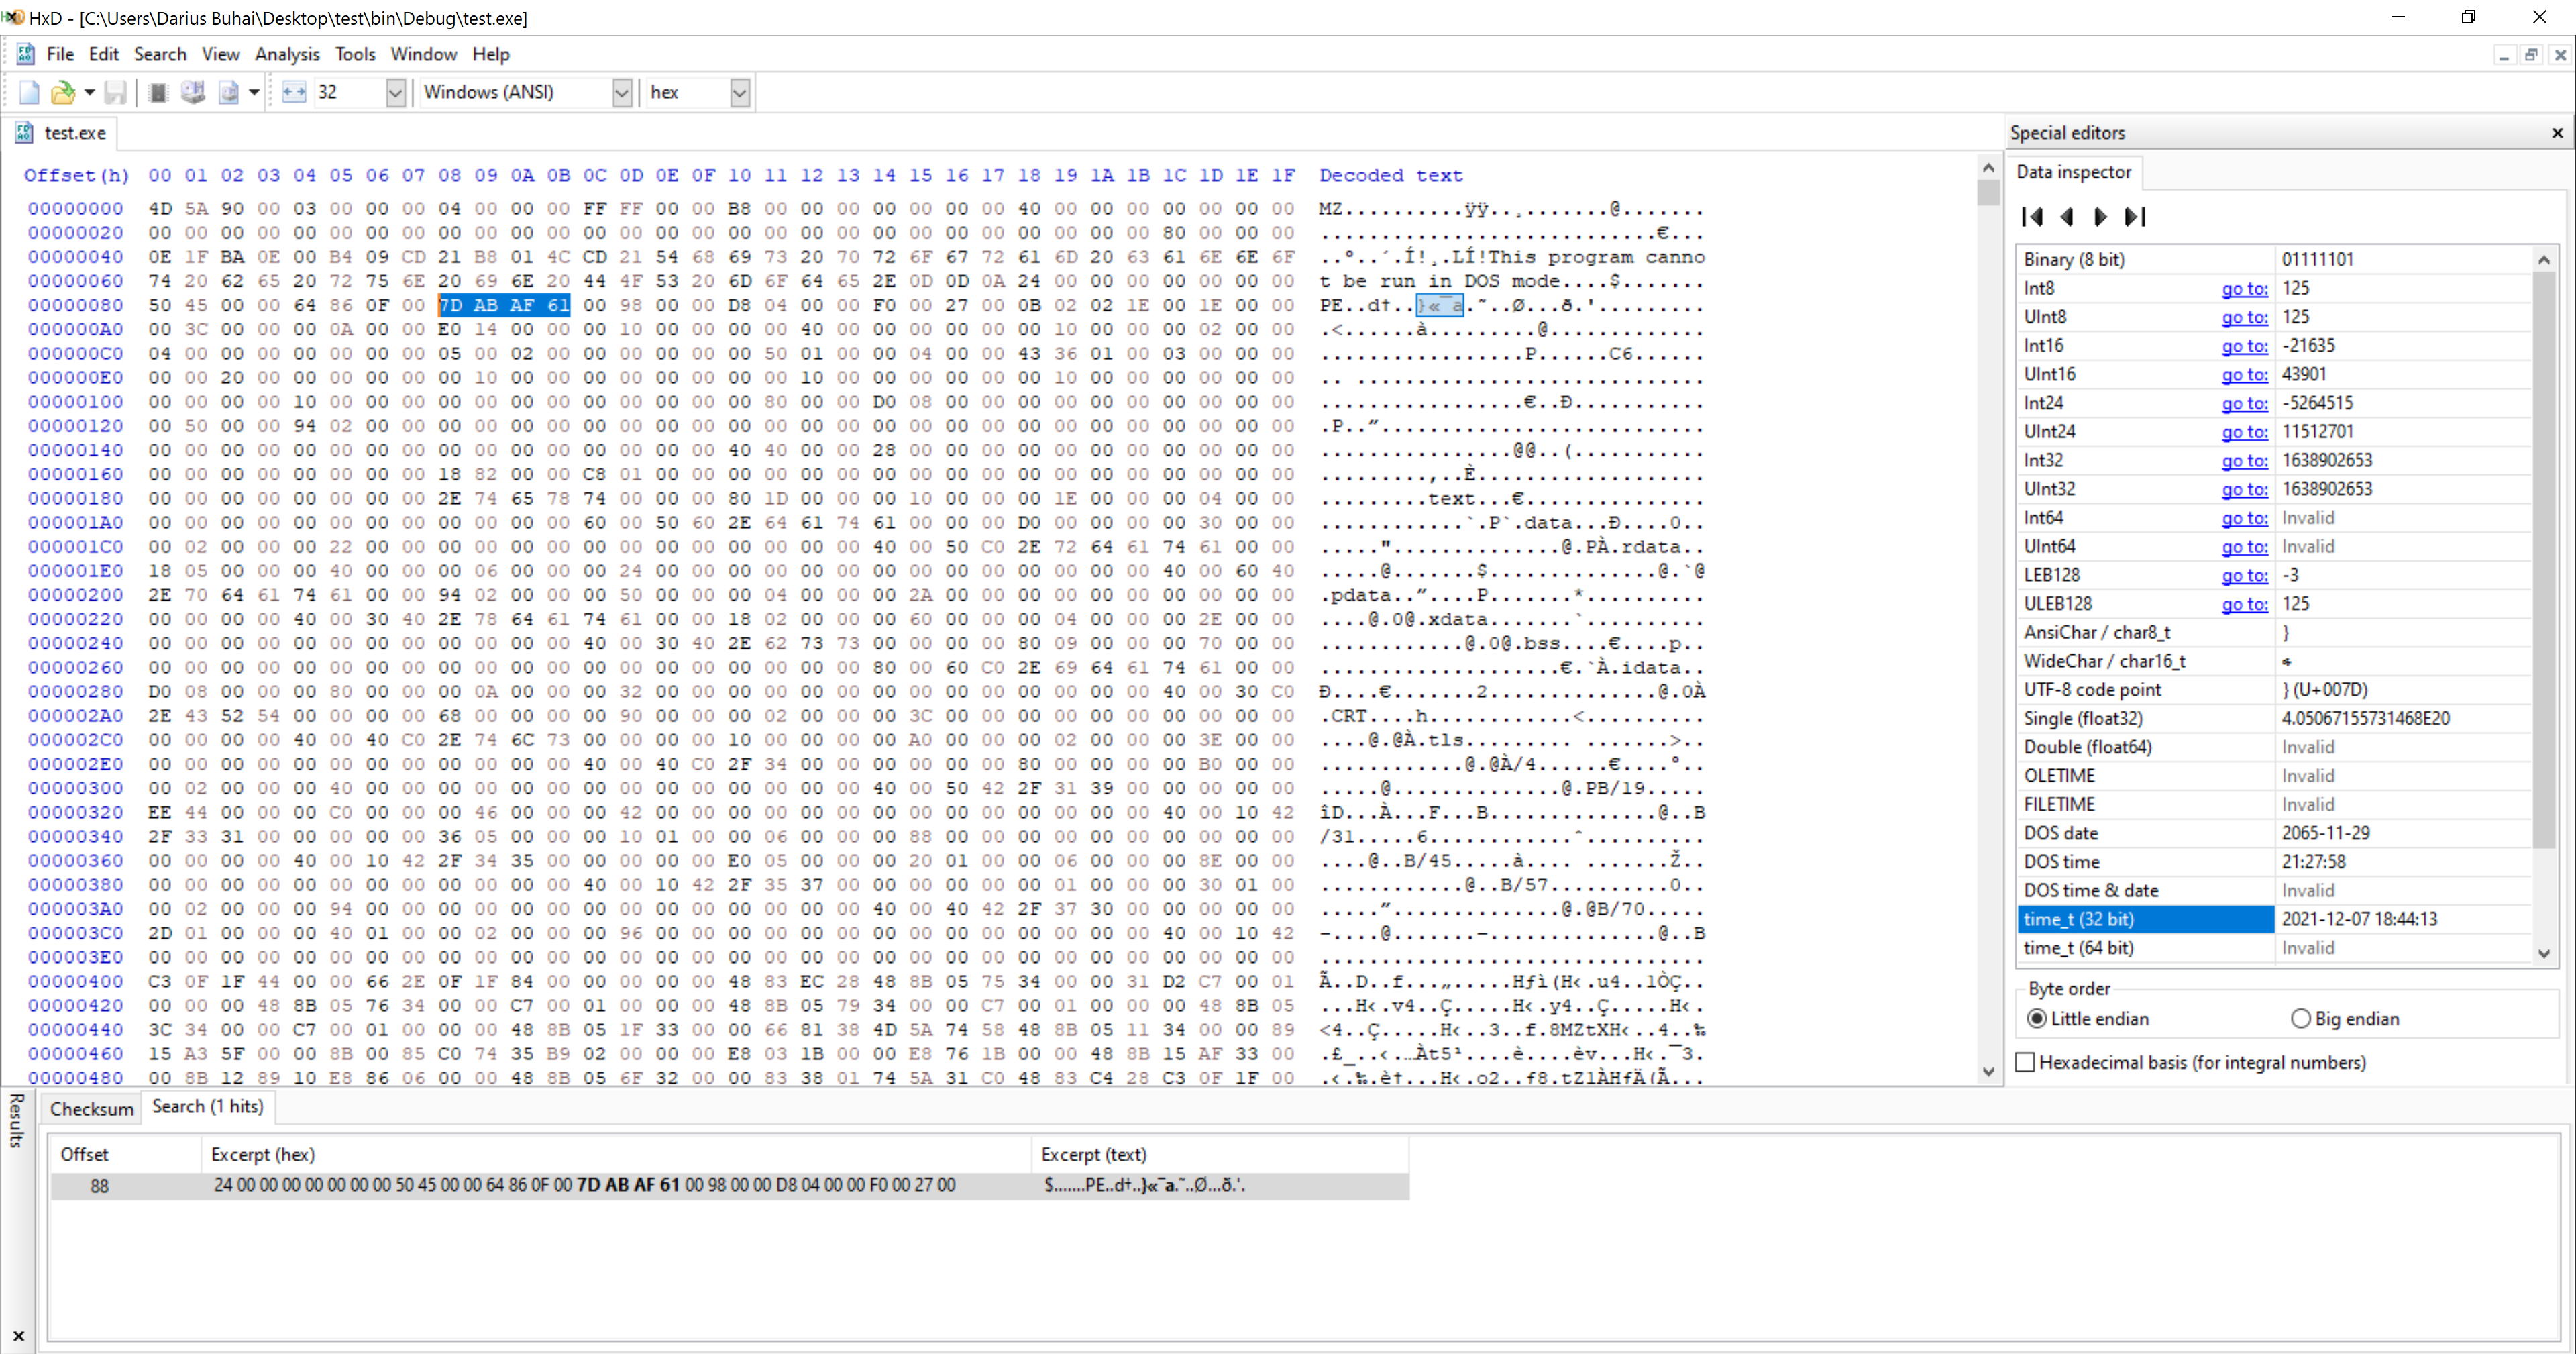 HxD - [C:\Users\Darius Buhai\Desktop\test\bin\Debug\test.exe]
File Edit Search View Analysis Tools Window Help
32 Windows (ANSI) hex
test.exe
Offset(h) 00 01 02 03 04 05 06 07 08 09 0A 0B 0C 0D 0E 0F 10 11 12 13 14 15 16 17 18 19 1A 1B 1C 1D 1E 1F Decoded text
00000000 4D 5A 90 00 03 00 00 00 04 00 00 00 FF FF 00 00 B8 00 00 00 00 00 00 00 40 00 00 00 00 00 00 00 MZ..........ÿÿ..¸.......@.......
00000020 00 00 00 00 00 00 00 00 00 00 00 00 00 00 00 00 00 00 00 00 00 00 00 00 00 00 00 00 80 00 00 00 ............................€...
00000040 0E 1F BA 0E 00 B4 09 CD 21 B8 01 4C CD 21 54 68 69 73 20 70 72 6F 67 72 61 6D 20 63 61 6E 6E 6F ..º..´.Í!¸.LÍ!This program canno
00000060 74 20 62 65 20 72 75 6E 20 69 6E 20 44 4F 53 20 6D 6F 64 65 2E 0D 0D 0A 24 00 00 00 00 00 00 00 t be run in DOS mode....$.......
00000080 50 45 00 00 64 86 0F 00 7D AB AF 61 00 98 00 00 D8 04 00 00 F0 00 27 00 0B 02 02 1E 00 1E 00 00 PE..d†..}«¯a.˜..Ø...ð.'.........
000000A0 00 3C 00 00 00 0A 00 00 E0 14 00 00 00 10 00 00 00 00 40 00 00 00 00 00 00 10 00 00 00 02 00 00 .<......à.........@.............
000000C0 04 00 00 00 00 00 00 00 05 00 02 00 00 00 00 00 00 50 01 00 00 04 00 00 43 36 01 00 03 00 00 00 .................P......C6......
000000E0 00 00 20 00 00 00 00 00 00 10 00 00 00 00 00 00 00 00 10 00 00 00 00 00 00 10 00 00 00 00 00 00 .. .............................
00000100 00 00 00 00 10 00 00 00 00 00 00 00 00 00 00 00 00 80 00 00 D0 08 00 00 00 00 00 00 00 00 00 00 .................€..Ð...........
00000120 00 50 00 00 94 02 00 00 00 00 00 00 00 00 00 00 00 00 00 00 00 00 00 00 00 00 00 00 00 00 00 00 .P..”...........................
00000140 00 00 00 00 00 00 00 00 00 00 00 00 00 00 00 00 40 40 00 00 28 00 00 00 00 00 00 00 00 00 00 00 ................@@..(...........
00000160 00 00 00 00 00 00 00 00 18 82 00 00 C8 01 00 00 00 00 00 00 00 00 00 00 00 00 00 00 00 00 00 00 .........‚..È...................
00000180 00 00 00 00 00 00 00 00 2E 74 65 78 74 00 00 00 80 1D 00 00 00 10 00 00 00 1E 00 00 00 04 00 00 .........text...€...............
000001A0 00 00 00 00 00 00 00 00 00 00 00 00 60 00 50 60 2E 64 61 74 61 00 00 00 D0 00 00 00 00 30 00 00 ............`.P`.data...Ð....0..
000001C0 00 02 00 00 00 22 00 00 00 00 00 00 00 00 00 00 00 00 00 00 40 00 50 C0 2E 72 64 61 74 61 00 00 ....."..............@.PÀ.rdata..
000001E0 18 05 00 00 00 40 00 00 00 06 00 00 00 24 00 00 00 00 00 00 00 00 00 00 00 00 00 00 40 00 60 40 .....@.......$..............@.`@
00000200 2E 70 64 61 74 61 00 00 94 02 00 00 00 50 00 00 00 04 00 00 00 2A 00 00 00 00 00 00 00 00 00 00 .pdata..”....P.......*..........
00000220 00 00 00 00 40 00 30 40 2E 78 64 61 74 61 00 00 18 02 00 00 00 60 00 00 00 04 00 00 00 2E 00 00 ....@.0@.xdata.......`..........
00000240 00 00 00 00 00 00 00 00 00 00 00 00 40 00 30 40 2E 62 73 73 00 00 00 00 80 09 00 00 00 70 00 00 ............@.0@.bss....€....p..
00000260 00 00 00 00 00 00 00 00 00 00 00 00 00 00 00 00 00 00 00 00 80 00 60 C0 2E 69 64 61 74 61 00 00 ....................€.`À.idata..
00000280 D0 08 00 00 00 80 00 00 00 0A 00 00 00 32 00 00 00 00 00 00 00 00 00 00 00 00 00 00 40 00 30 C0 Ð....€.......2..............@.0À
000002A0 2E 43 52 54 00 00 00 00 68 00 00 00 00 90 00 00 00 02 00 00 00 3C 00 00 00 00 00 00 00 00 00 00 .CRT....h............<..........
000002C0 00 00 00 00 40 00 40 C0 2E 74 6C 73 00 00 00 00 10 00 00 00 00 A0 00 00 00 02 00 00 00 3E 00 00 ....@.@À.tls......... .......>..
000002E0 00 00 00 00 00 00 00 00 00 00 00 00 40 00 40 C0 2F 34 00 00 00 00 00 00 80 00 00 00 00 B0 00 00 ............@.@À/4......€....°..
00000300 00 02 00 00 00 40 00 00 00 00 00 00 00 00 00 00 00 00 00 00 40 00 50 42 2F 31 39 00 00 00 00 00 .....@..............@.PB/19.....
00000320 EE 44 00 00 00 C0 00 00 00 46 00 00 00 42 00 00 00 00 00 00 00 00 00 00 00 00 00 00 40 00 10 42 îD...À...F...B..............@..B
00000340 2F 33 31 00 00 00 00 00 36 05 00 00 00 10 01 00 00 06 00 00 00 88 00 00 00 00 00 00 00 00 00 00 /31.....6............ˆ..........
00000360 00 00 00 00 40 00 10 42 2F 34 35 00 00 00 00 00 E0 05 00 00 00 20 01 00 00 06 00 00 00 8E 00 00 ....@..B/45.....à.... .......Ž..
00000380 00 00 00 00 00 00 00 00 00 00 00 00 40 00 10 42 2F 35 37 00 00 00 00 00 00 01 00 00 00 30 01 00 ............@..B/57..........0..
000003A0 00 02 00 00 00 94 00 00 00 00 00 00 00 00 00 00 00 00 00 00 40 00 40 42 2F 37 30 00 00 00 00 00 .....”..............@.@B/70.....
000003C0 2D 01 00 00 00 40 01 00 00 02 00 00 00 96 00 00 00 00 00 00 00 00 00 00 00 00 00 00 40 00 10 42 -....@.......–..............@..B
000003E0 00 00 00 00 00 00 00 00 00 00 00 00 00 00 00 00 00 00 00 00 00 00 00 00 00 00 00 00 00 00 00 00 ................................
00000400 C3 0F 1F 44 00 00 66 2E 0F 1F 84 00 00 00 00 00 48 83 EC 28 48 8B 05 75 34 00 00 31 D2 C7 00 01 Ã..D..f...„.....Hƒì(H‹.u4..1ÒÇ..
00000420 00 00 00 48 8B 05 76 34 00 00 C7 00 01 00 00 00 48 8B 05 79 34 00 00 C7 00 01 00 00 00 48 8B 05 ...H‹.v4..Ç.....H‹.y4..Ç.....H‹.
00000440 3C 34 00 00 C7 00 01 00 00 00 48 8B 05 1F 33 00 00 66 81 38 4D 5A 74 58 48 8B 05 11 34 00 00 89 <4..Ç.....H‹..3..f.8MZtXH‹..4..‰
00000460 15 A3 5F 00 00 8B 00 85 C0 74 35 B9 02 00 00 00 E8 03 1B 00 00 E8 76 1B 00 00 48 8B 15 AF 33 00 .£_..‹.…Àt5¹....è....èv...H‹.¯3.
00000480 00 8B 12 89 10 E8 86 06 00 00 48 8B 05 6F 32 00 00 83 38 01 74 5A 31 C0 48 83 C4 28 C3 0F 1F 00 .‹.‰.è†...H‹.o2..ƒ8.tZ1ÀHƒÄ(Ã...
Special editors
Data inspector
Binary (8 bit) 01111101
Int8 go to: 125
UInt8 go to: 125
Int16 go to: -21635
UInt16 go to: 43901
Int24 go to: -5264515
UInt24 go to: 11512701
Int32 go to: 1638902653
UInt32 go to: 1638902653
Int64 go to: Invalid
UInt64 go to: Invalid
LEB128 go to: -3
ULEB128 go to: 125
AnsiChar / char8_t }
WideChar / char16_t
UTF-8 code point } (U+007D)
Single (float32) 4.05067155731468E20
Double (float64) Invalid
OLETIME Invalid
FILETIME Invalid
DOS date 2065-11-29
DOS time 21:27:58
DOS time & date Invalid
time_t (32 bit) 2021-12-07 18:44:13
time_t (64 bit) Invalid
Byte order
Little endian Big endian
Hexadecimal basis (for integral numbers)
Results
Checksum Search (1 hits)
Offset Excerpt (hex) Excerpt (text)
88 24 00 00 00 00 00 00 00 50 45 00 00 64 86 0F 00 7D AB AF 61 00 98 00 00 D8 04 00 00 F0 00 27 00 $.......PE..d†..}«¯a.˜..Ø...ð.'.